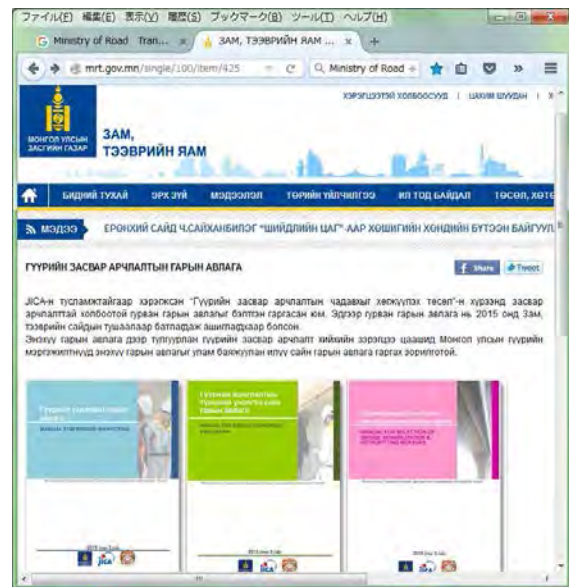 ファイル(F) 編集(E) 表示(V) 履歴(S) ブックマーク(B) ツール(T) ヘルプ(H)
Ministry of Road Tran... × ЗАМ, ТЭЭВРИЙН ЯАМ ... × +
mrt.gov.mn/single/100/item/425 Ministry of Road »
ХЭРЭГЦЭЭТЭЙ ХОЛБООСУУД | ЦАХИМ ШУУДАН |
МОНГОЛ УЛСЫН
ЗАСГИЙН ГАЗАР
ЗАМ,
ТЭЭВРИЙН ЯАМ
БИДНИЙ ТУХАЙ ЭРХ ЗҮЙ МЭДЭЭЛЭЛ ТӨРИЙН ҮЙЛЧИЛГЭЭ ИЛ ТОД БАЙДАЛ ТӨСӨЛ, ХӨТӨ
МЭДЭЭ ЕРӨНХИЙ САЙД Ч.САЙХАНБИЛЭГ "ШИЙДЛИЙН ЦАГ"-ААР ХӨШИГИЙН ХӨНДИЙН БҮТЭЭН БАЙГУУЛ
ГҮҮРИЙН ЗАСВАР АРЧЛАЛТЫН ГАРЫН АВЛАГА Share Tweet
JICA-н тусламжтайгаар хэрэгжсэн "Гүүрийн засвар арчлалтын чадавхыг хөгжүүлэх төсөл"-н хүрээнд засвар
арчлалттай холбоотой гурван гарын авлагыг бэлтгэн гаргасан юм. Эдгээр гурван гарын авлага нь 2015 онд Зам,
тээврийн сайдын тушаалаар батлагдаж ашиглагдхаар болсон.
Энэхүү гарын авлага дээр тулгуурлан гүүрийн засвар арчлалт хийхийн зэрэгцээ цаашид Монгол улсын гүүрийн
мэргэжилтнүүд энэхүү гарын авлагыг улам баяжуулан илүү сайн гарын авлага гаргах зорилготой.
jica jica jica